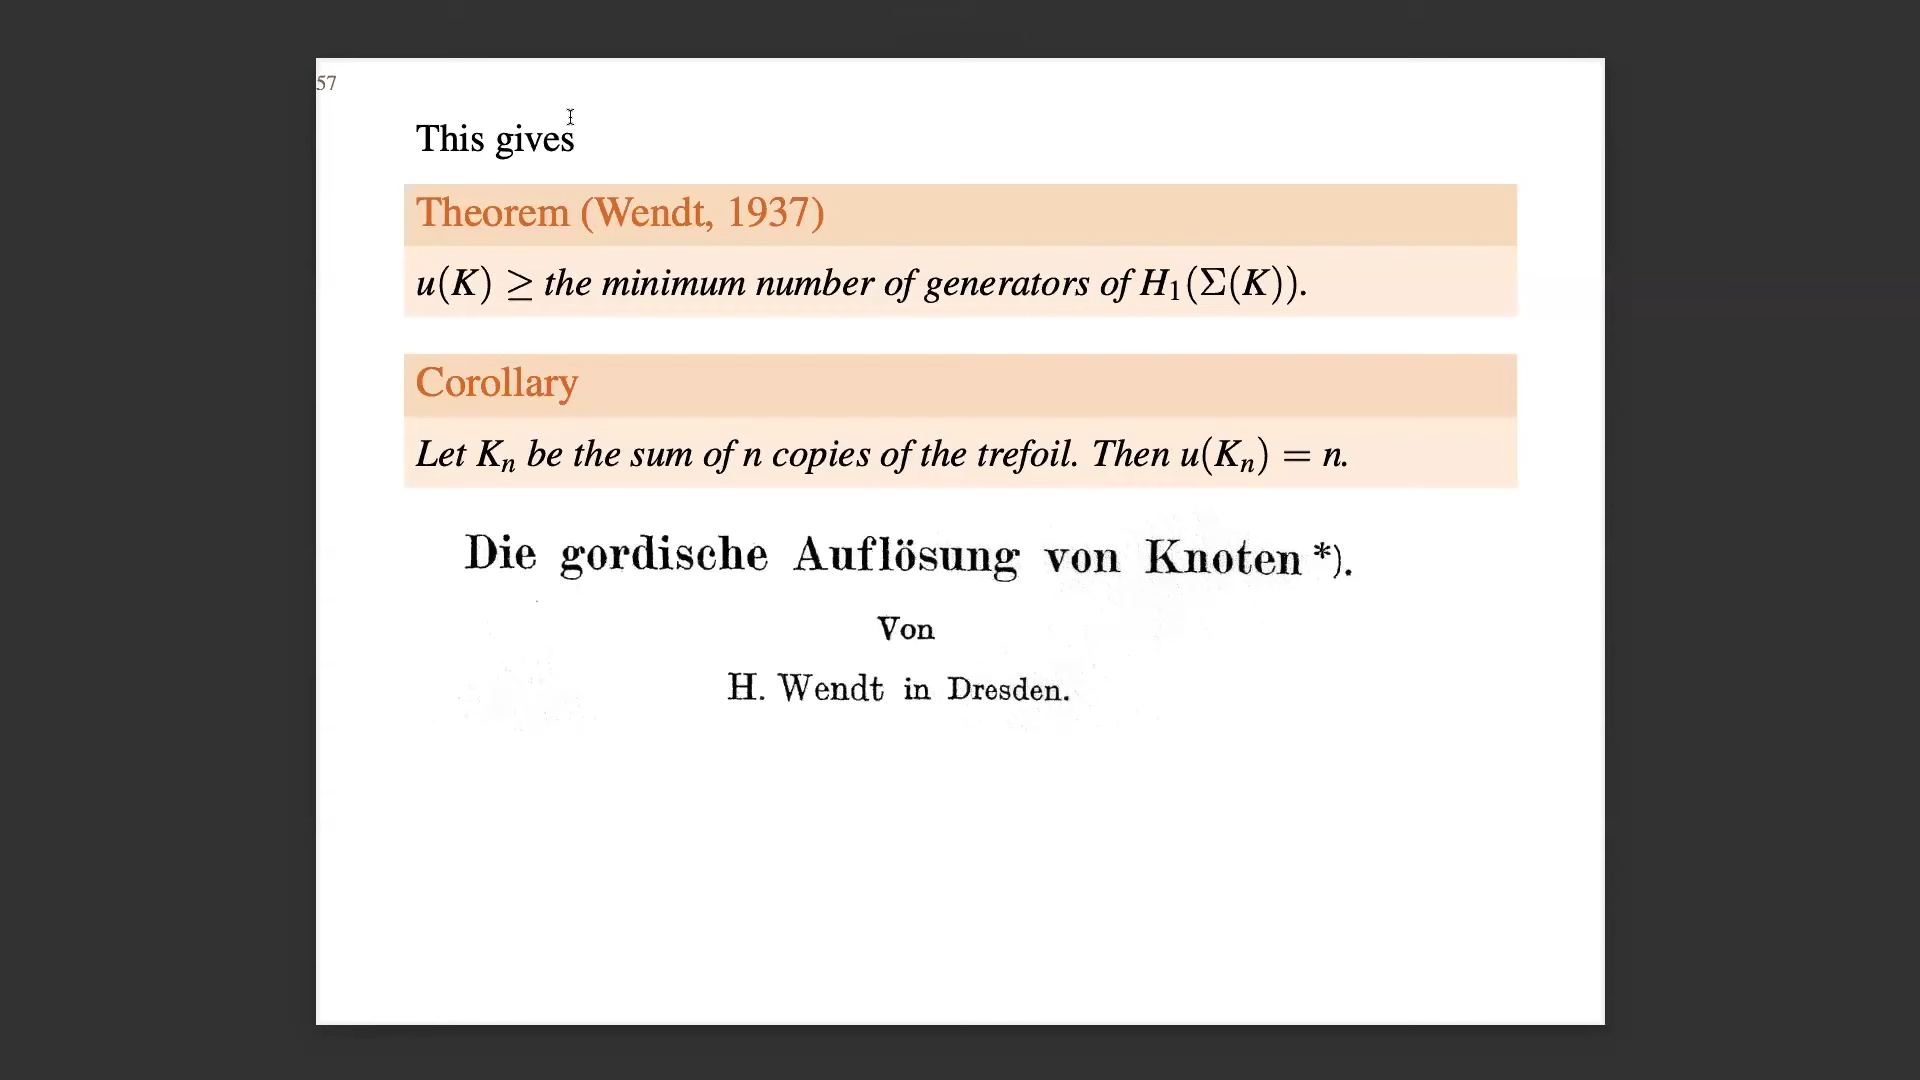 57
This gives
Theorem (Wendt, 1937)
u(K) ≥ the minimum number of generators of H₁(Σ(K)).
Corollary
Let Kₙ be the sum of n copies of the trefoil. Then u(Kₙ) = n.
Die gordische Auflösung von Knoten *).
Von
H. Wendt in Dresden.